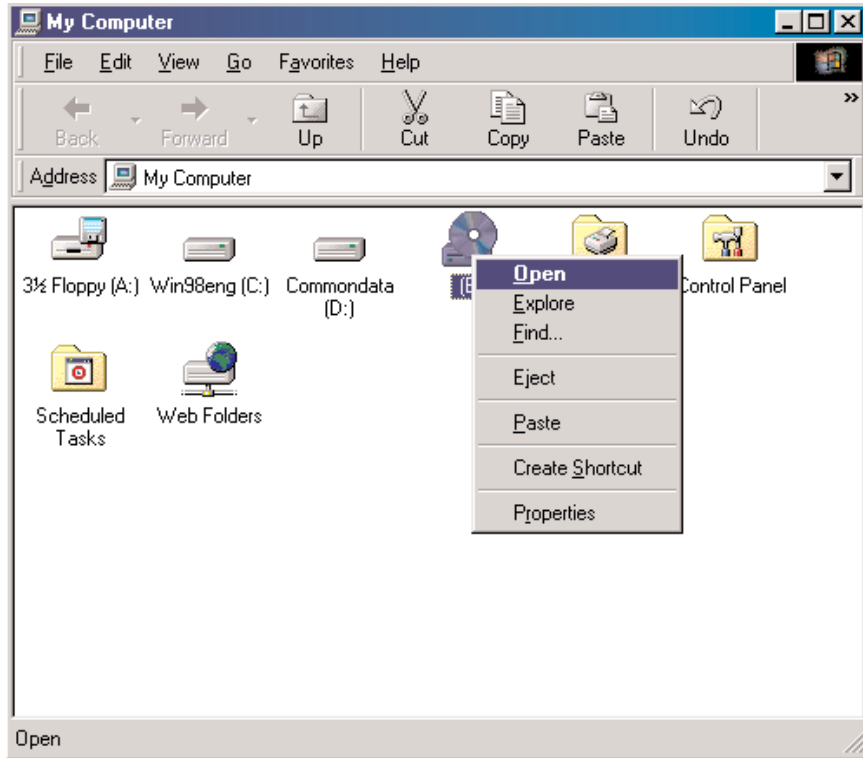 My Computer
File Edit View Go Favorites Help
Back Forward Up Cut Copy Paste Undo »
Address My Computer
3½ Floppy (A:) Win98eng (C:) Commondata (D:) Control Panel
Open
Explore
Find...
Eject
Paste
Create Shortcut
Properties
Scheduled Tasks Web Folders
Open